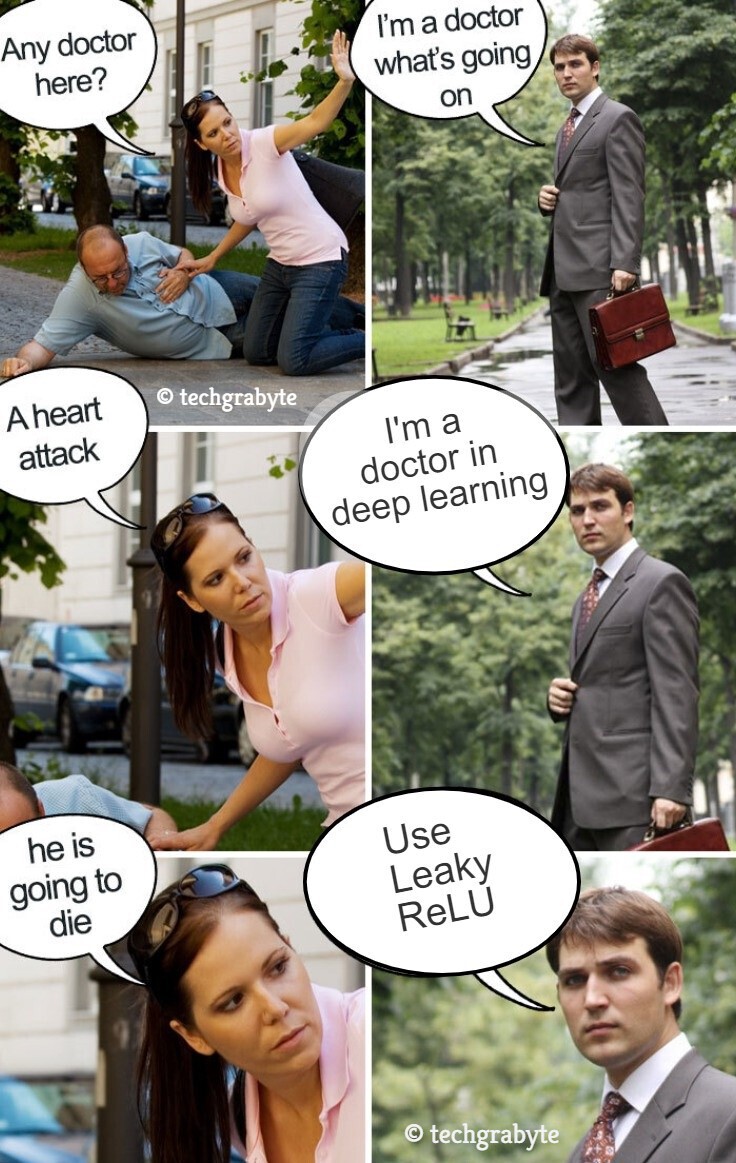 Any doctor
here?
I'm a doctor
what's going
on
© techgrabyte
A heart
attack
I'm a
doctor in
deep learning
he is
going to
die
Use
Leaky
ReLU
© techgrabyte